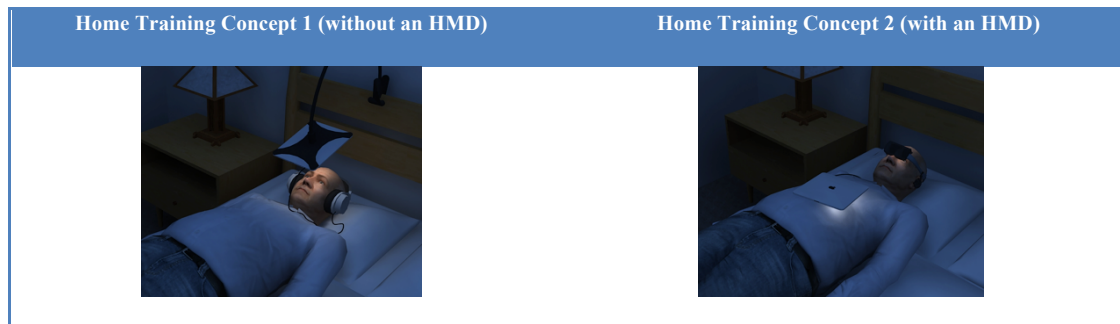 Home Training Concept 1 (without an HMD)
Home Training Concept 2 (with an HMD)